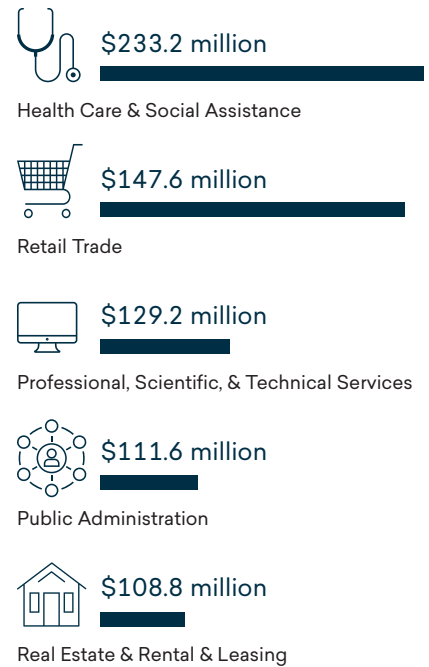 $233.2 million
Health Care & Social Assistance
$147.6 million
Retail Trade
$129.2 million
Professional, Scientific, & Technical Services
$111.6 million
Public Administration
$108.8 million
Real Estate & Rental & Leasing